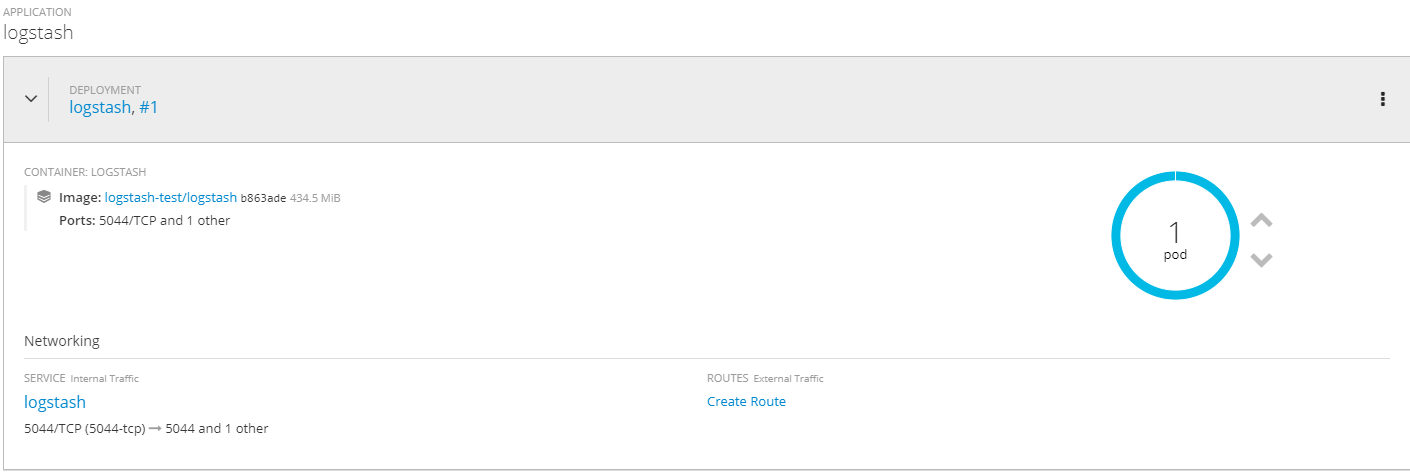 APPLICATION
logstash
DEPLOYMENT
logstash, #1
CONTAINER: LOGSTASH
Image: logstash-test/logstash b863ade 434.5 MiB
Ports: 5044/TCP and 1 other
1
pod
Networking
SERVICE Internal Traffic
logstash
5044/TCP (5044-tcp) → 5044 and 1 other
ROUTES External Traffic
Create Route